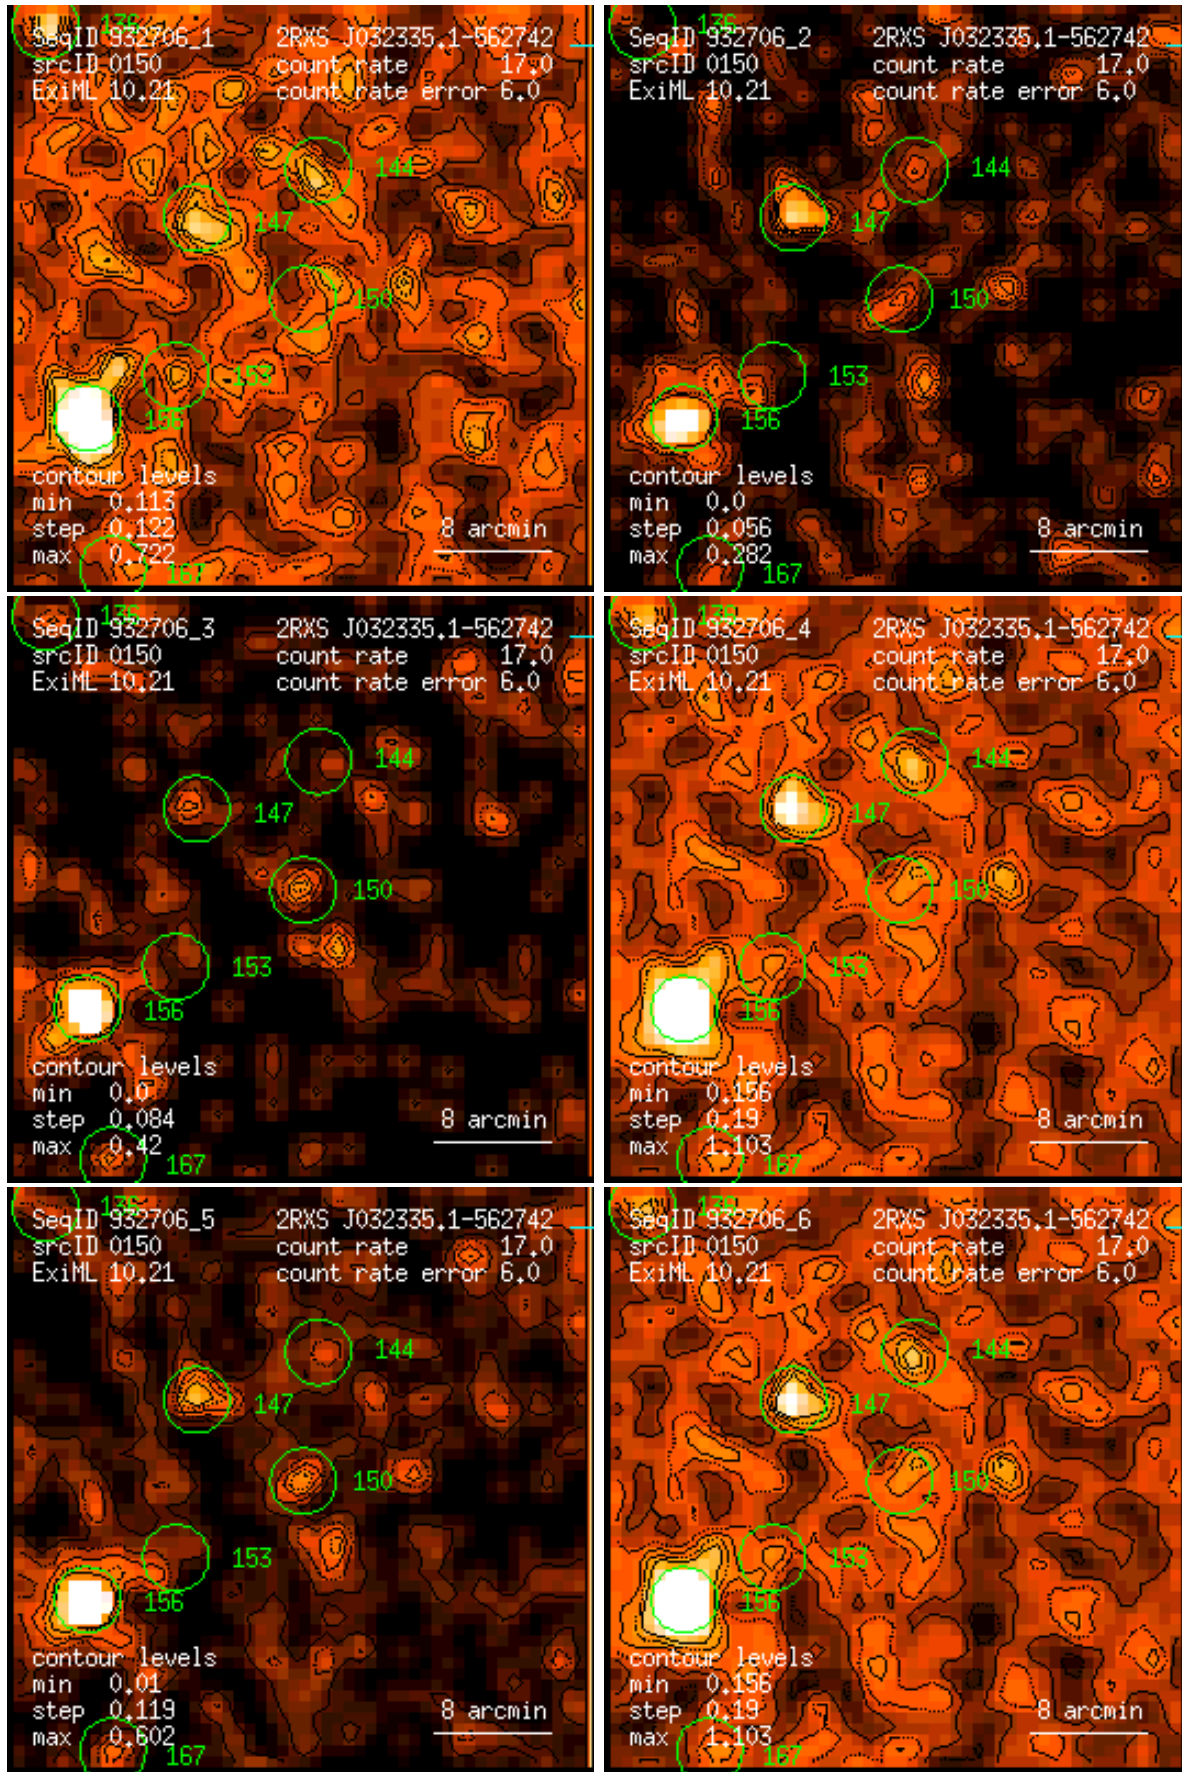 136
SeqID 932706_1 2RXS J032335.1-562742
srcID 0150 count rate 17.0
ExiML 10.21 count rate error 6.0
144
147
150
153
156
contour levels
min 0.113
step 0.122 8 arcmin
max 0.722
167
136
SeqID 932706_2 2RXS J032335.1-562742
srcID 0150 count rate 17.0
ExiML 10.21 count rate error 6.0
144
147
150
153
156
contour levels
min 0.0
step 0.056 8 arcmin
max 0.282
167
136
SeqID 932706_3 2RXS J032335.1-562742
srcID 0150 count rate 17.0
ExiML 10.21 count rate error 6.0
144
147
150
153
156
contour levels
min 0.0
step 0.084 8 arcmin
max 0.42
167
136
SeqID 932706_4 2RXS J032335.1-562742
srcID 0150 count rate 17.0
ExiML 10.21 count rate error 6.0
144
147
150
153
156
contour levels
min 0.156
step 0.19 8 arcmin
max 1.103
167
136
SeqID 932706_5 2RXS J032335.1-562742
srcID 0150 count rate 17.0
ExiML 10.21 count rate error 6.0
144
147
150
153
156
contour levels
min 0.01
step 0.119 8 arcmin
max 0.602
167
136
SeqID 932706_6 2RXS J032335.1-562742
srcID 0150 count rate 17.0
ExiML 10.21 count rate error 6.0
144
147
150
153
156
contour levels
min 0.156
step 0.19 8 arcmin
max 1.103
167